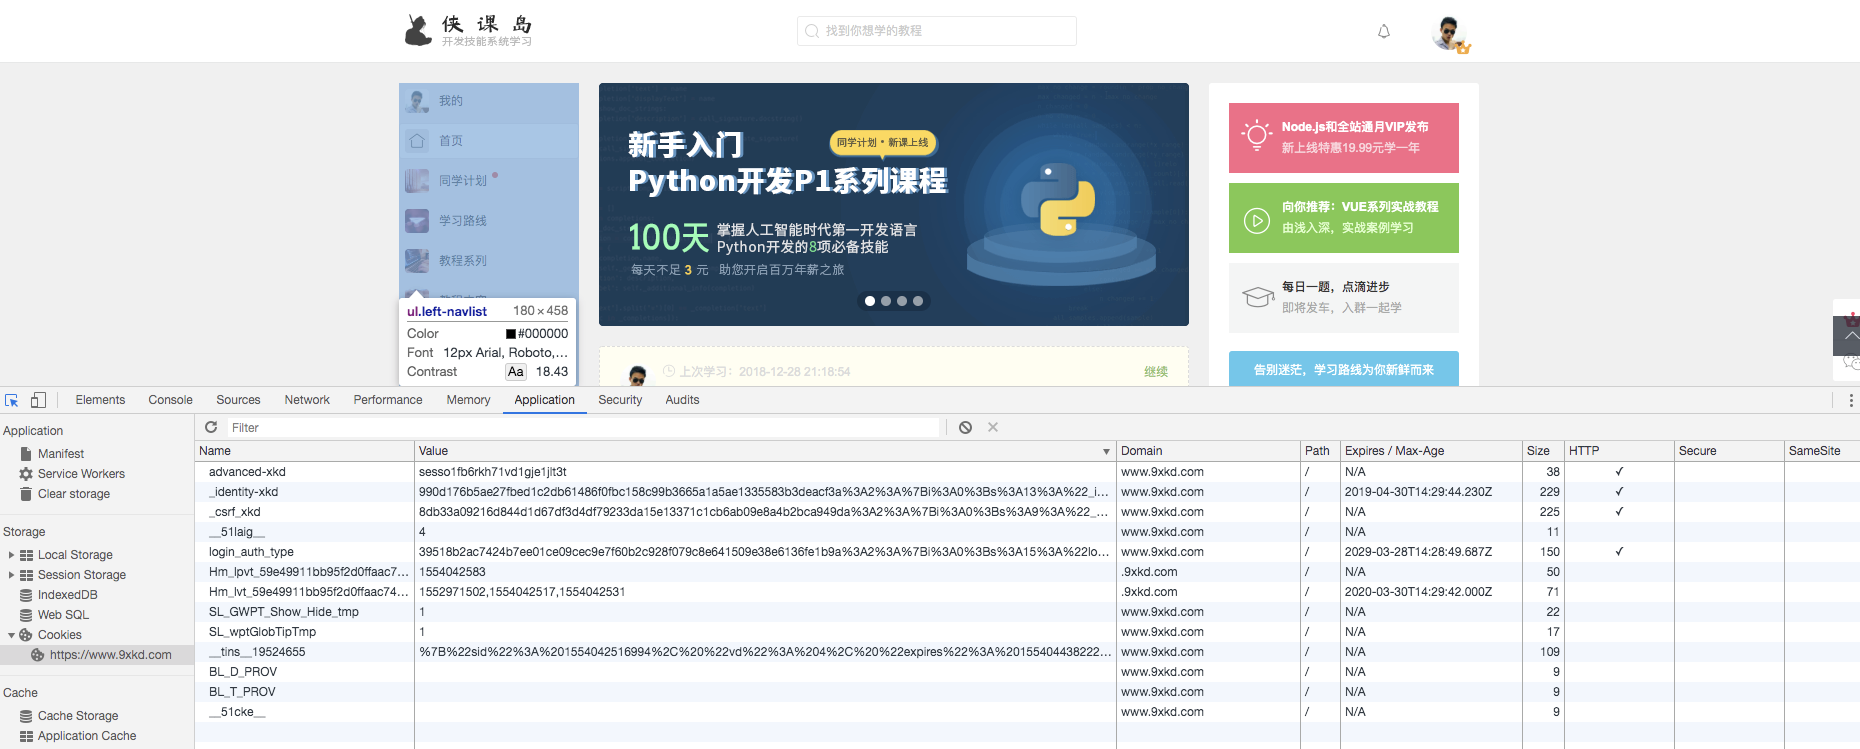 侠课岛
开发技能系统学习
找到你想学的教程
我的
首页
同学计划
学习路线
教程系列
ul.left-navlist 180×458
Color #000000
Font 12px Arial, Roboto,...
Contrast Aa 18.43
新手入门
同学计划 • 新课上线
Python开发P1系列课程
100天 掌握人工智能时代第一开发语言
Python开发的8项必备技能
每天不足 3 元 助您开启百万年薪之旅
上次学习：2018-12-28 21:18:54
继续
Node.js和全站通月VIP发布
新上线特惠19.99元学一年
向你推荐：VUE系列实战教程
由浅入深，实战案例学习
每日一题，点滴进步
即将发车，入群一起学
告别迷茫，学习路线为你新鲜而来
Elements Console Sources Network Performance Memory Application Security Audits
Application
Manifest
Service Workers
Clear storage
Storage
Local Storage
Session Storage
IndexedDB
Web SQL
Cookies
https://www.9xkd.com
Cache
Cache Storage
Application Cache
Filter
Name Value Domain Path Expires / Max-Age Size HTTP Secure SameSite
advanced-xkd sesso1fb6rkh71vd1gje1jlt3t www.9xkd.com / N/A 38 ✓
_identity-xkd 990d176b5ae27fbed1c2db61486f0fbc158c99b3665a1a5ae1335583b3deacf3a%3A2%3A%7Bi%3A0%3Bs%3A13%3A%22_i... www.9xkd.com / 2019-04-30T14:29:44.230Z 229 ✓
_csrf_xkd 8db33a09216d844d1d67df3d4df79233da15e13371c1cb6ab09e8a4b2bca949da%3A2%3A%7Bi%3A0%3Bs%3A9%3A%22_... www.9xkd.com / N/A 225 ✓
__51laig__ 4 www.9xkd.com / N/A 11
login_auth_type 39518b2ac7424b7ee01ce09cec9e7f60b2c928f079c8e641509e38e6136fe1b9a%3A2%3A%7Bi%3A0%3Bs%3A15%3A%22lo... www.9xkd.com / 2029-03-28T14:28:49.687Z 150 ✓
Hm_lpvt_59e49911bb95f2d0ffaac7... 1554042583 .9xkd.com / N/A 50
Hm_lvt_59e49911bb95f2d0ffaac74... 1552971502,1554042517,1554042531 .9xkd.com / 2020-03-30T14:29:42.000Z 71
SL_GWPT_Show_Hide_tmp 1 www.9xkd.com / N/A 22
SL_wptGlobTipTmp 1 www.9xkd.com / N/A 17
__tins__19524655 %7B%22sid%22%3A%201554042516994%2C%20%22vd%22%3A%204%2C%20%22expires%22%3A%20155404438222... www.9xkd.com / N/A 109
BL_D_PROV www.9xkd.com / N/A 9
BL_T_PROV www.9xkd.com / N/A 9
__51cke__ www.9xkd.com / N/A 9